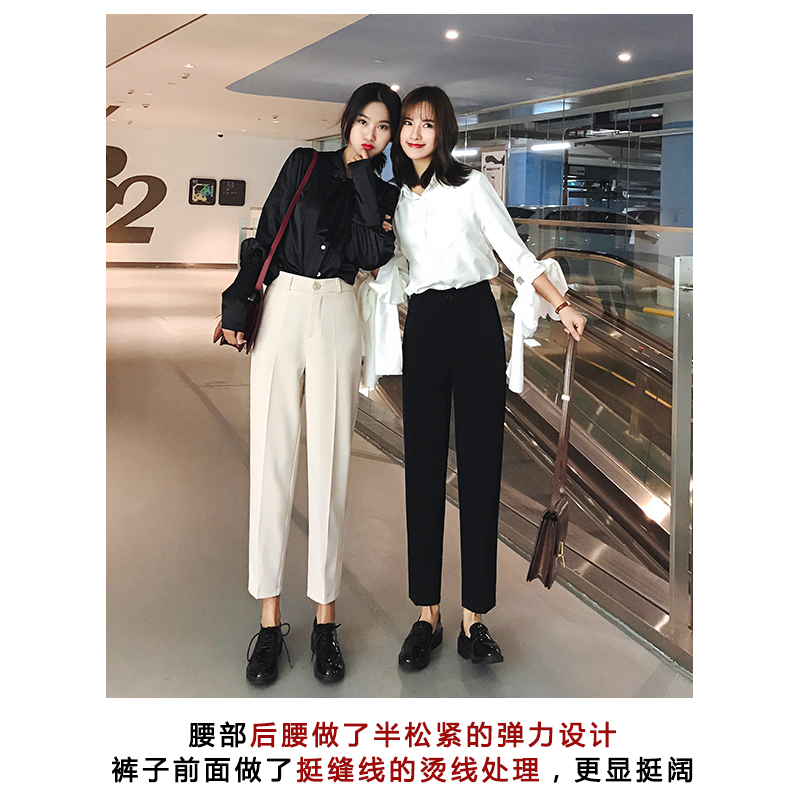 2
腰部后腰做了半松紧的弹力设计
裤子前面做了挺缝线的烫线处理，更显挺阔